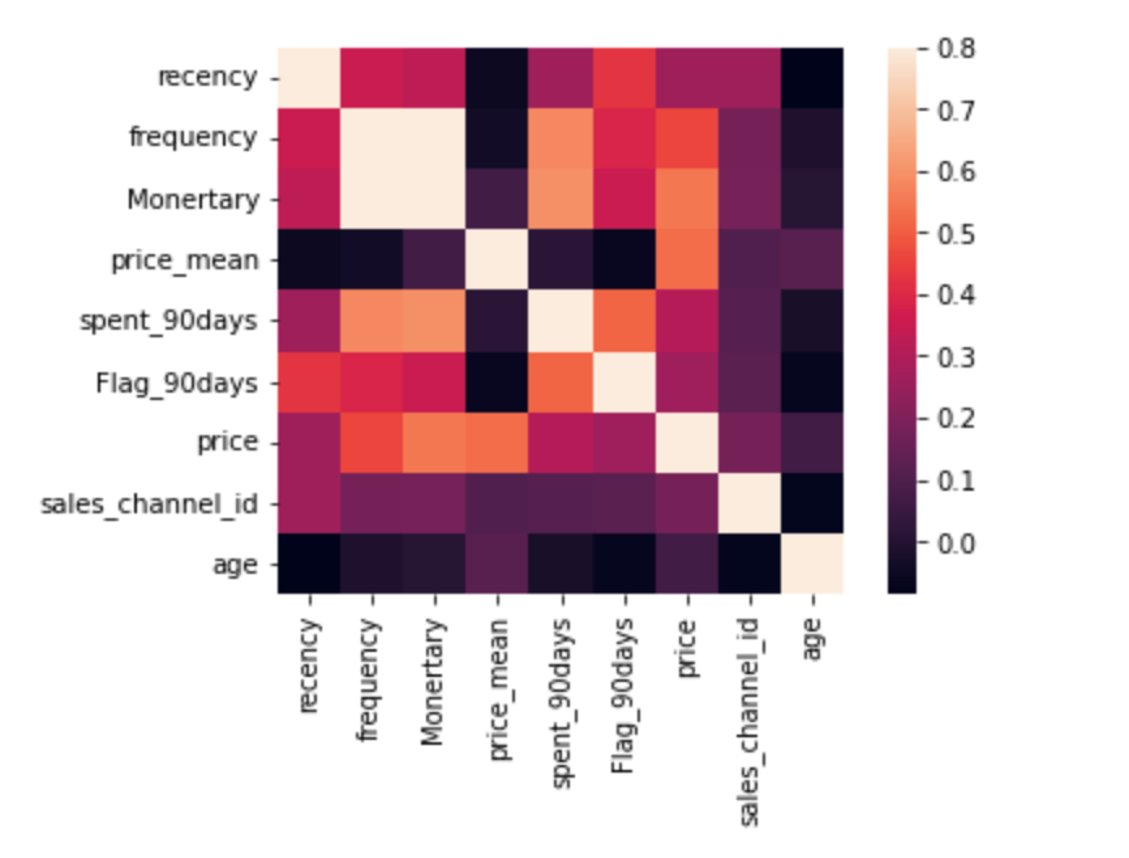 recency
frequency
Monertary
price_mean
spent_90days
Flag_90days
price
sales_channel_id
age
recency
frequency
Monertary
price_mean
spent_90days
Flag_90days
price
sales_channel_id
age
0.8
0.7
0.6
0.5
0.4
0.3
0.2
0.1
0.0